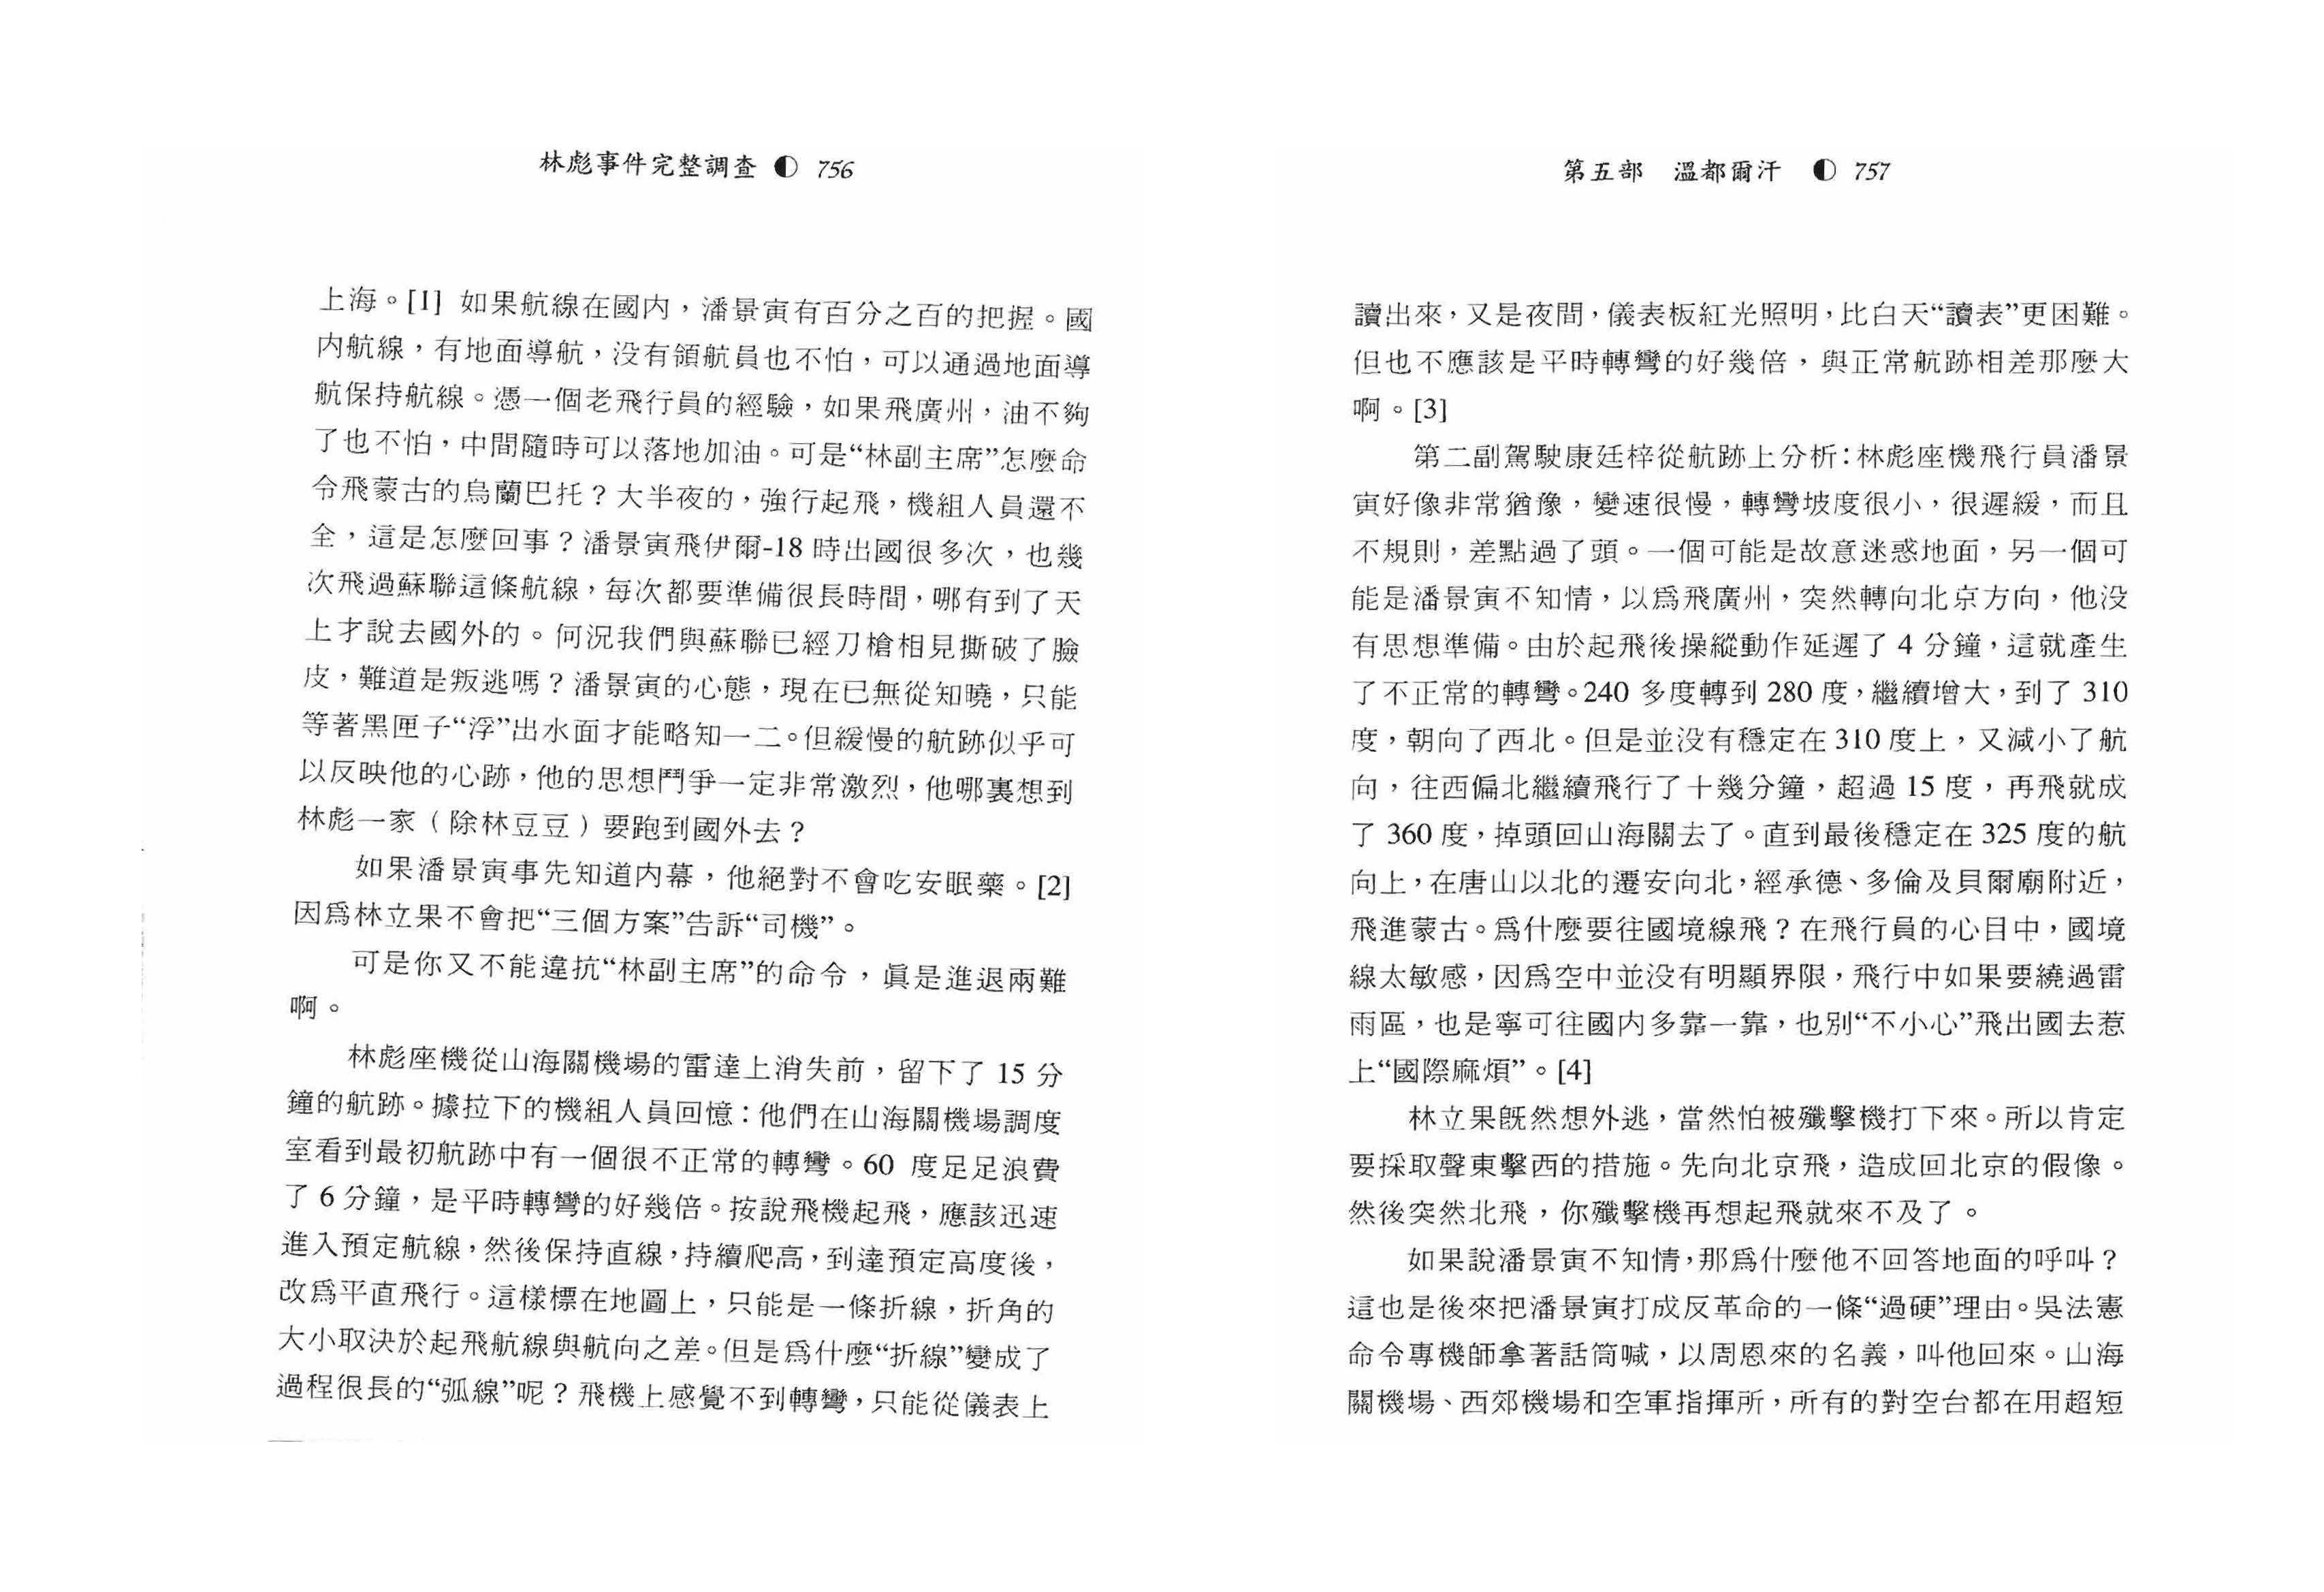 林彪事件完整調查 ◐ 756
上海。[1] 如果航線在國內，潘景寅有百分之百的把握。國
內航線，有地面導航，没有領航員也不怕，可以通過地面導
航保持航線。憑一個老飛行員的經驗，如果飛廣州，油不夠
了也不怕，中間隨時可以落地加油。可是“林副主席”怎麼命
令飛蒙古的烏蘭巴托？大半夜的，強行起飛，機組人員還不
全，這是怎麼回事？潘景寅飛伊爾-18 時出國很多次，也幾
次飛過蘇聯這條航線，每次都要準備很長時間，哪有到了天
上才說去國外的。何況我們與蘇聯已經刀槍相見撕破了臉
皮，難道是叛逃嗎？潘景寅的心態，現在已無從知曉，只能
等著黑匣子“浮”出水面才能略知一二。但緩慢的航跡似乎可
以反映他的心跡，他的思想鬥爭一定非常激烈，他哪裏想到
林彪一家（除林豆豆）要跑到國外去？
如果潘景寅事先知道内幕，他絕對不會吃安眠藥。[2]
因爲林立果不會把“三個方案”告訴“司機”。
可是你又不能違抗“林副主席”的命令，眞是進退兩難
啊。
林彪座機從山海關機場的雷達上消失前，留下了 15 分
鐘的航跡。據拉下的機組人員回憶：他們在山海關機場調度
室看到最初航跡中有一個很不正常的轉彎。60 度足足浪費
了 6 分鐘，是平時轉彎的好幾倍。按說飛機起飛，應該迅速
進入預定航線，然後保持直線，持續爬高，到達預定高度後，
改爲平直飛行。這樣標在地圖上，只能是一條折線，折角的
大小取決於起飛航線與航向之差。但是爲什麼“折線”變成了
過程很長的“弧線”呢？飛機上感覺不到轉彎，只能從儀表上
第五部 溫都爾汗 ◐ 757
讀出來，又是夜間，儀表板紅光照明，比白天“讀表”更困難。
但也不應該是平時轉彎的好幾倍，與正常航跡相差那麼大
啊。[3]
第二副駕駛康廷梓從航跡上分析：林彪座機飛行員潘景
寅好像非常猶豫，變速很慢，轉彎坡度很小，很遲緩，而且
不規則，差點過了頭。一個可能是故意迷惑地面，另一個可
能是潘景寅不知情，以爲飛廣州，突然轉向北京方向，他没
有思想準備。由於起飛後操縱動作延遲了 4 分鐘，這就產生
了不正常的轉彎。240 多度轉到 280 度，繼續增大，到了 310
度，朝向了西北。但是並没有穩定在 310 度上，又減小了航
向，往西偏北繼續飛行了十幾分鐘，超過 15 度，再飛就成
了 360 度，掉頭回山海關去了。直到最後穩定在 325 度的航
向上，在唐山以北的遷安向北，經承德、多倫及貝爾廟附近，
飛進蒙古。爲什麼要往國境線飛？在飛行員的心目中，國境
線太敏感，因爲空中並没有明顯界限，飛行中如果要繞過雷
雨區，也是寧可往國内多靠一靠，也別“不小心”飛出國去惹
上“國際麻煩”。[4]
林立果旣然想外逃，當然怕被殲擊機打下來。所以肯定
要採取聲東擊西的措施。先向北京飛，造成回北京的假像。
然後突然北飛，你殲擊機再想起飛就來不及了。
如果說潘景寅不知情，那爲什麼他不回答地面的呼叫？
這也是後來把潘景寅打成反革命的一條“過硬”理由。吳法憲
命令專機師拿著話筒喊，以周恩來的名義，叫他回來。山海
關機場、西郊機場和空軍指揮所，所有的對空台都在用超短